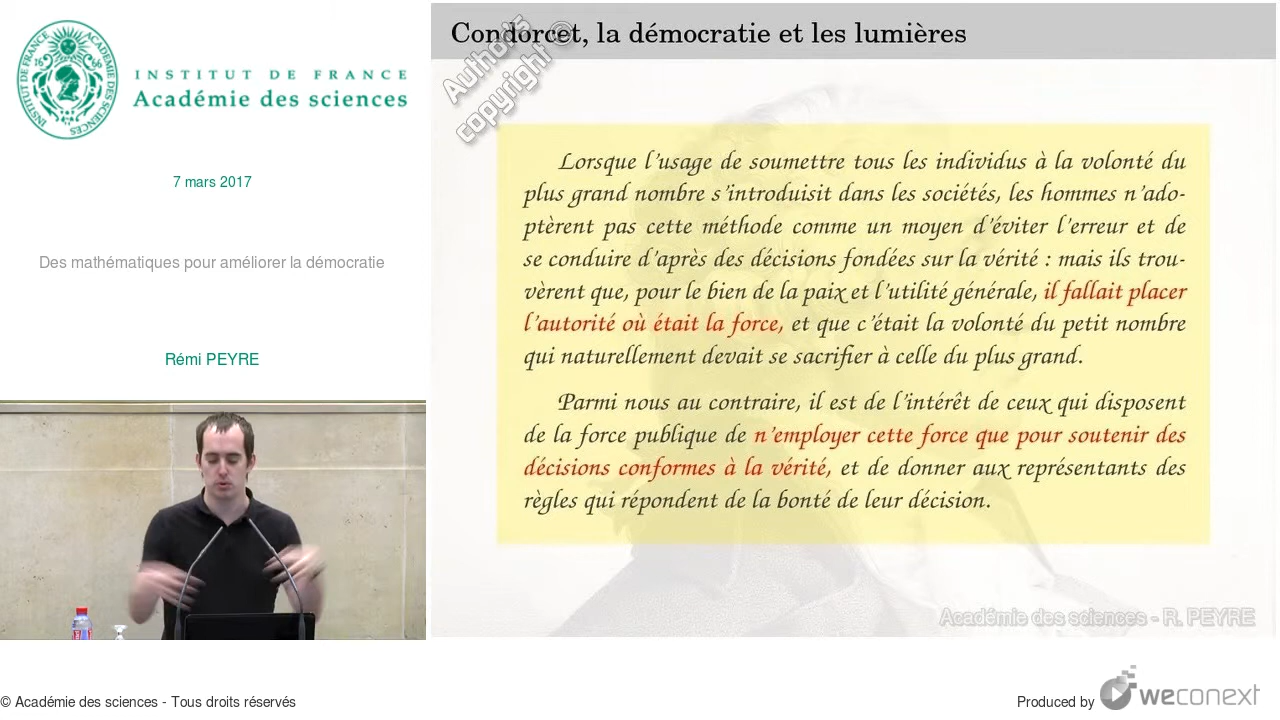 INSTITUT DE FRANCE
Académie des sciences
7 mars 2017
Des mathématiques pour améliorer la démocratie
Rémi PEYRE
Condorcet, la démocratie et les lumières
Authors
copyright ©
Lorsque l'usage de soumettre tous les individus à la volonté du
plus grand nombre s'introduisit dans les sociétés, les hommes n'ado-
ptèrent pas cette méthode comme un moyen d'éviter l'erreur et de
se conduire d'après des décisions fondées sur la vérité : mais ils trou-
vèrent que, pour le bien de la paix et l'utilité générale, il fallait placer
l'autorité où était la force, et que c'était la volonté du petit nombre
qui naturellement devait se sacrifier à celle du plus grand.
Parmi nous au contraire, il est de l'intérêt de ceux qui disposent
de la force publique de n'employer cette force que pour soutenir des
décisions conformes à la vérité, et de donner aux représentants des
règles qui répondent de la bonté de leur décision.
Académie des sciences - R. PEYRE
© Académie des sciences - Tous droits réservés
Produced by weconext